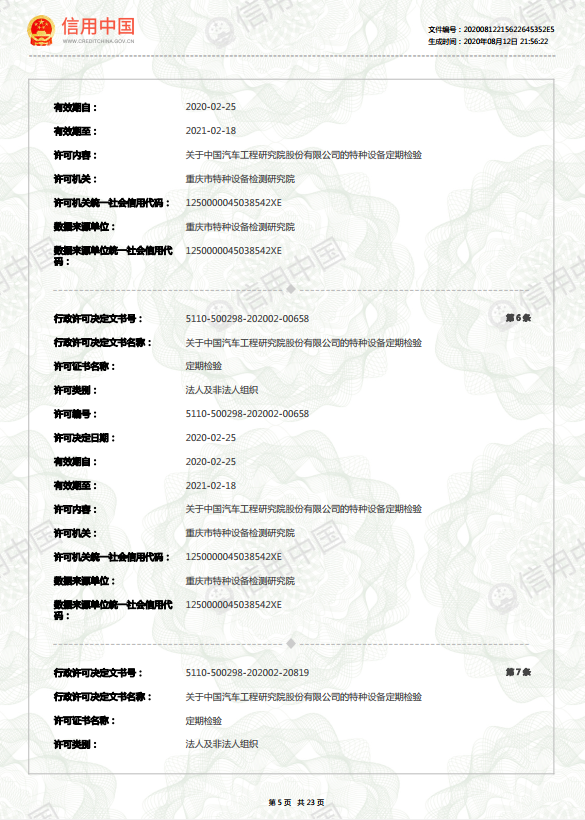 信用中国
WWW.CREDITCHINA.GOV.CN
文件编号：20200812215622645352E5
生成时间：2020年08月12日 21:56:22
有效期自： 2020-02-25
有效期至： 2021-02-18
许可内容： 关于中国汽车工程研究院股份有限公司的特种设备定期检验
许可机关： 重庆市特种设备检测研究院
许可机关统一社会信用代码： 1250000045038542XE
数据来源单位： 重庆市特种设备检测研究院
数据来源单位统一社会信用代 1250000045038542XE
码：
行政许可决定文书号： 5110-500298-202002-00658 第 6 条
行政许可决定文书名称： 关于中国汽车工程研究院股份有限公司的特种设备定期检验
许可证书名称： 定期检验
许可类别： 法人及非法人组织
许可编号： 5110-500298-202002-00658
许可决定日期： 2020-02-25
有效期自： 2020-02-25
有效期至： 2021-02-18
许可内容： 关于中国汽车工程研究院股份有限公司的特种设备定期检验
许可机关： 重庆市特种设备检测研究院
许可机关统一社会信用代码： 1250000045038542XE
数据来源单位： 重庆市特种设备检测研究院
数据来源单位统一社会信用代 1250000045038542XE
码：
行政许可决定文书号： 5110-500298-202002-20819 第 7 条
行政许可决定文书名称： 关于中国汽车工程研究院股份有限公司的特种设备定期检验
许可证书名称： 定期检验
许可类别： 法人及非法人组织
第 5 页 共 23 页